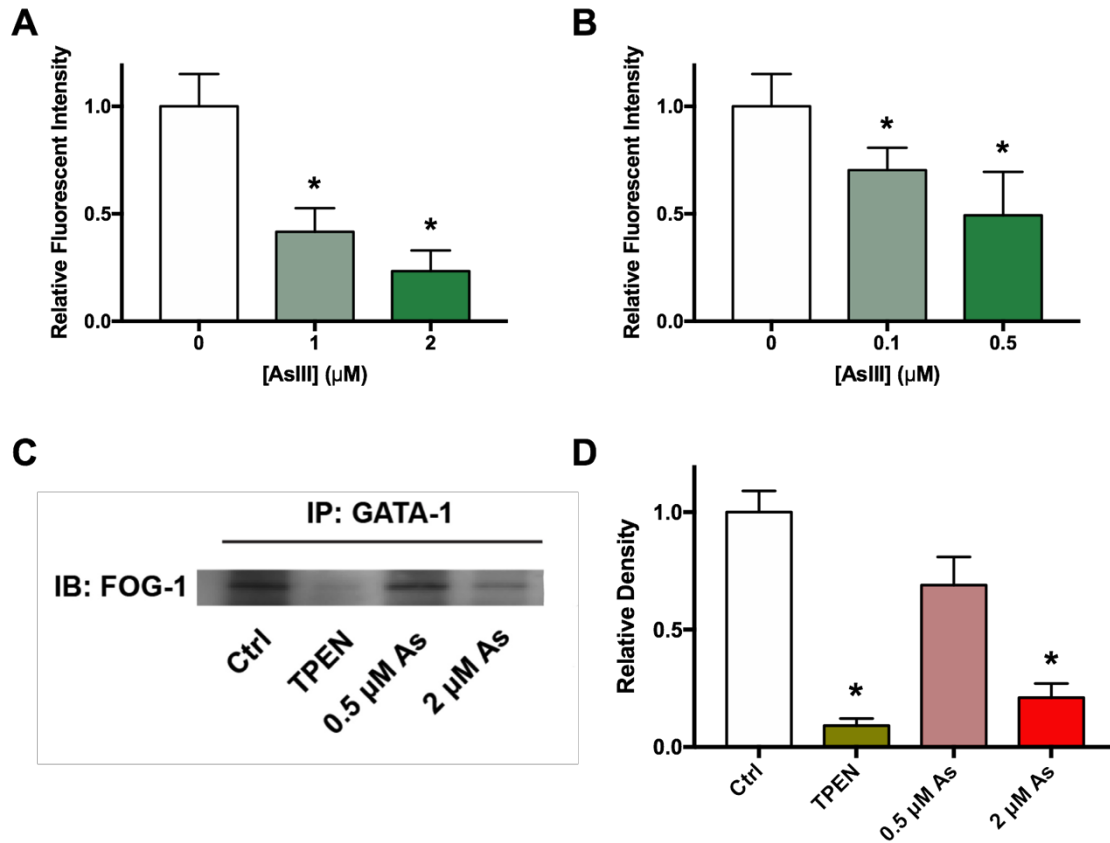 A
Relative Fluorescent Intensity
1.0
0.5
0.0
*
*
0
1
2
[AsIII] (μM)
B
Relative Fluorescent Intensity
1.0
0.5
0.0
*
*
0
0.1
0.5
[AsIII] (μM)
C
IP: GATA-1
IB: FOG-1
Ctrl
TPEN
0.5 μM As
2 μM As
D
Relative Density
1.0
0.5
0.0
*
*
Ctrl
TPEN
0.5 μM As
2 μM As